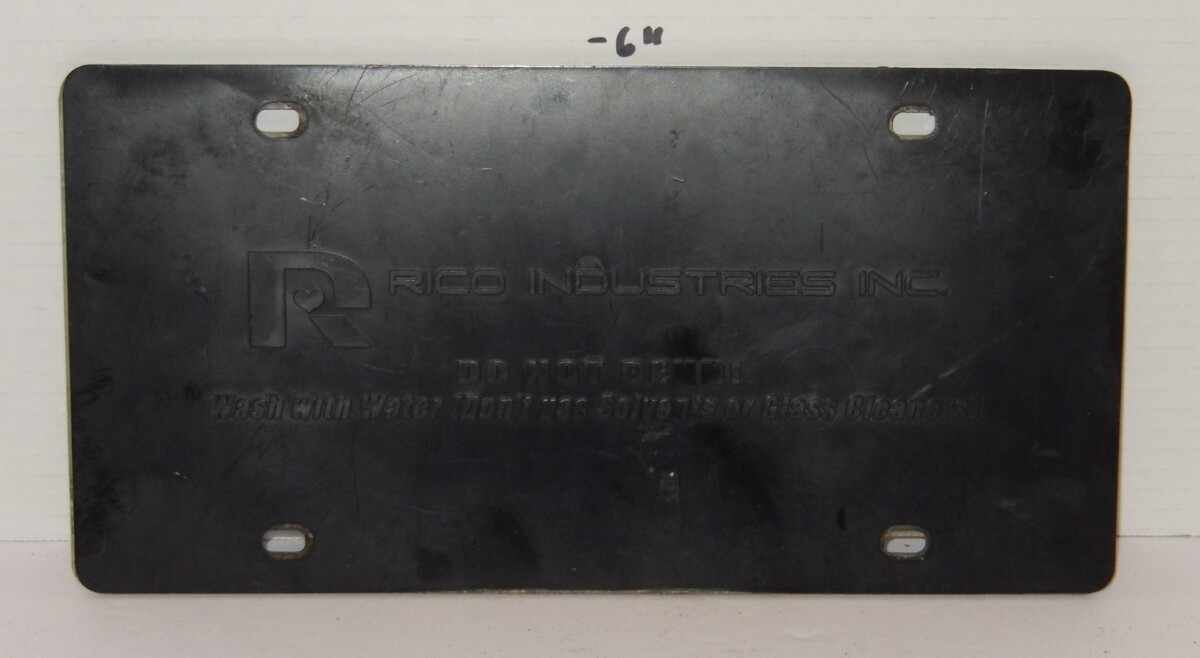 -6"
R RICO INDUSTRIES INC.
DO NOT BEND!
Wash with Water (Don't use Solvents or Glass Cleaners)